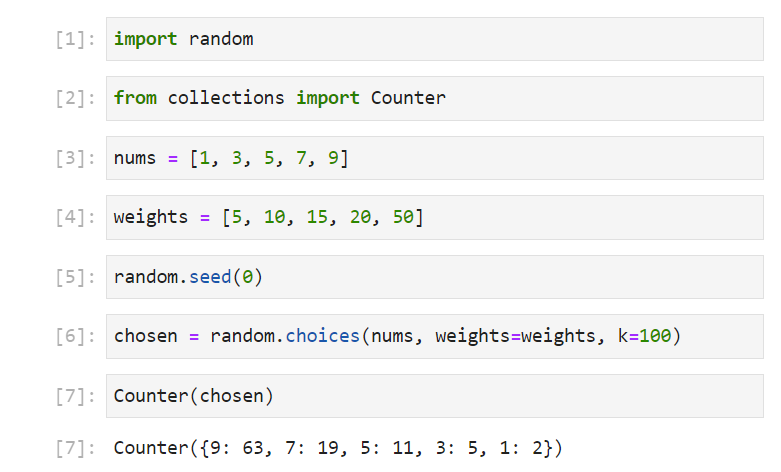 [1]: import random
[2]: from collections import Counter
[3]: nums = [1, 3, 5, 7, 9]
[4]: weights = [5, 10, 15, 20, 50]
[5]: random.seed(0)
[6]: chosen = random.choices(nums, weights=weights, k=100)
[7]: Counter(chosen)
[7]: Counter({9: 63, 7: 19, 5: 11, 3: 5, 1: 2})